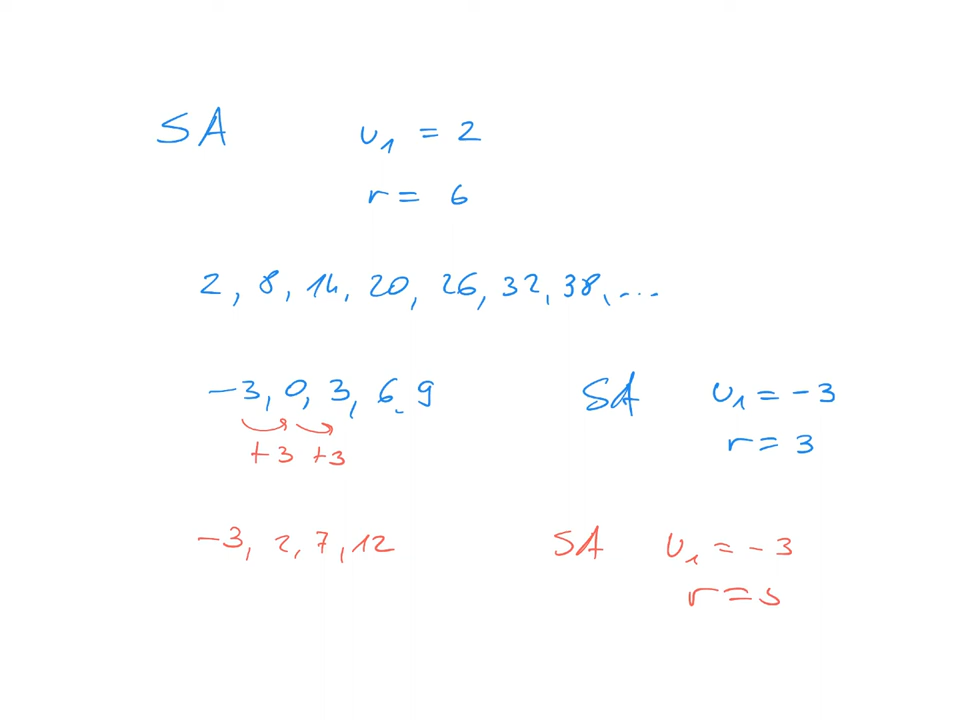 SA u₁ = 2
r = 6
2, 8, 14, 20, 26, 32, 38, ...
-3, 0, 3, 6, 9 SA u₁ = -3
+3 +3 r = 3
-3, 2, 7, 12 SA u₁ = -3
r = 5